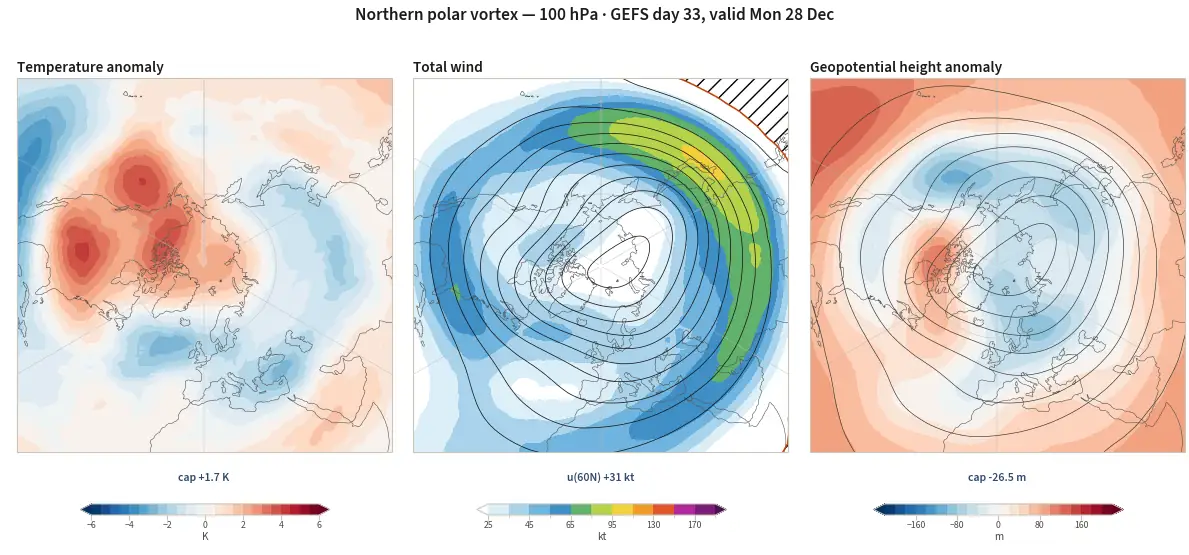 Northern polar vortex — 100 hPa · GEFS day 33, valid Mon 28 Dec
Temperature anomaly
Total wind
Geopotential height anomaly
cap +1.7 K
u(60N) +31 kt
cap -26.5 m
−6 −4 −2 0 2 4 6
K
25 45 65 95 130 170
kt
−160 −80 0 80 160
m